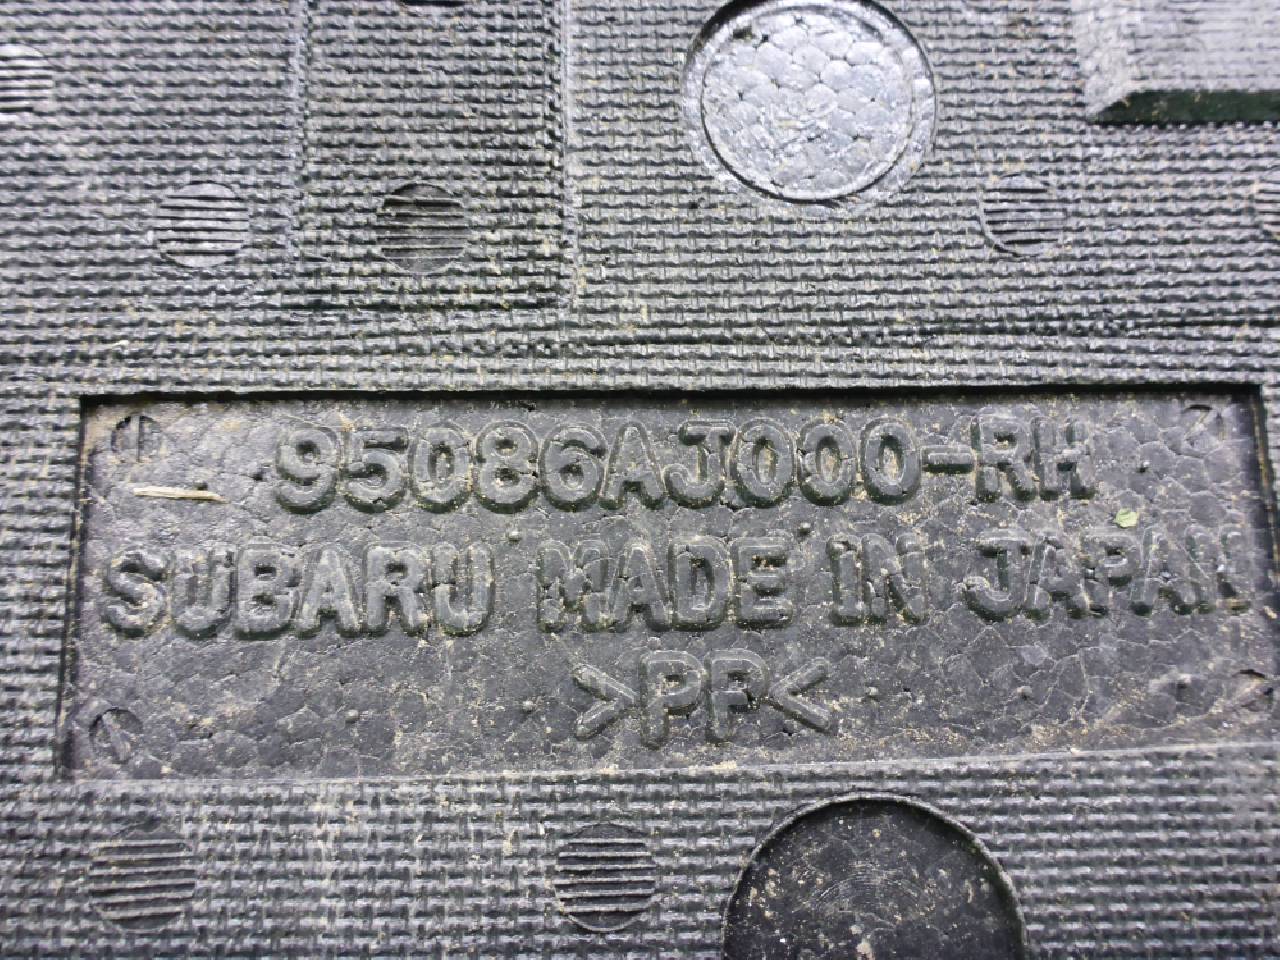 95086AJ000-RH
SUBARU MADE IN JAPAN
>PP<